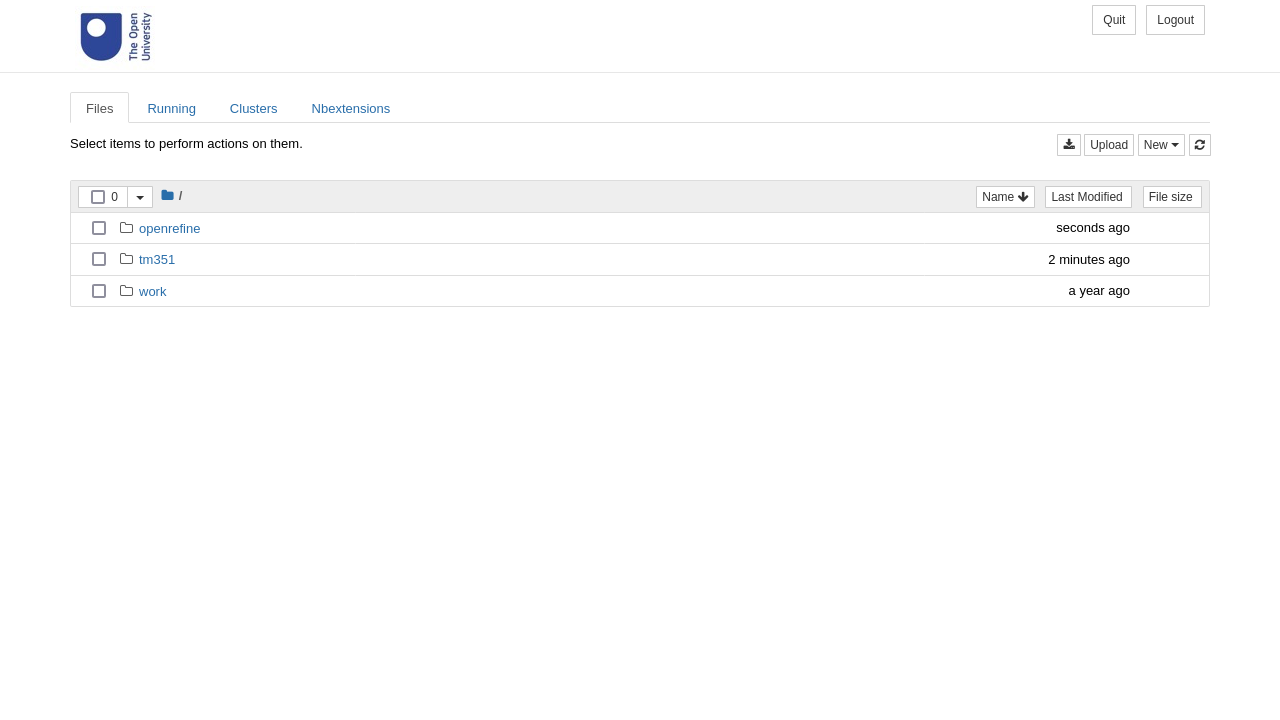 The Open
University
Quit Logout
Files Running Clusters Nbextensions
Select items to perform actions on them.
Upload New
0 / Name Last Modified File size
openrefine seconds ago
tm351 2 minutes ago
work a year ago